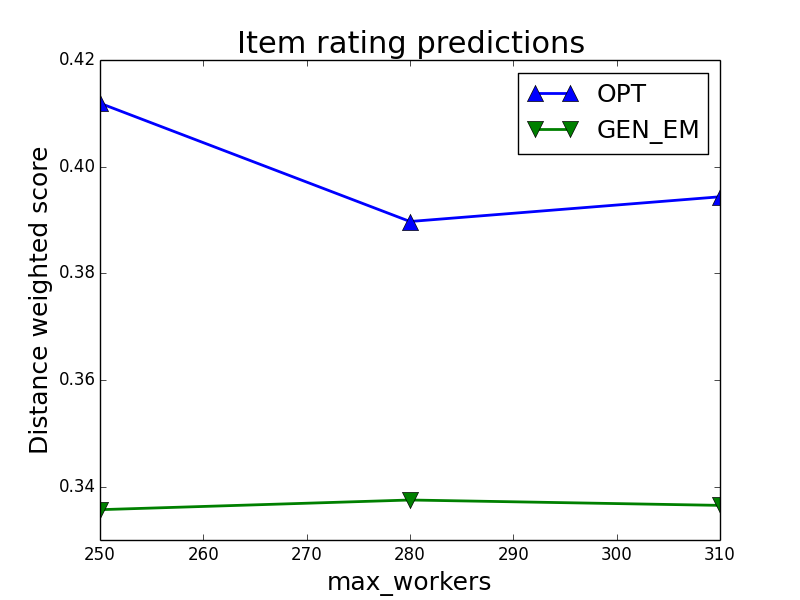 Item rating predictions
OPT
GEN_EM
Distance weighted score
0.42
0.40
0.38
0.36
0.34
250 260 270 280 290 300 310
max_workers